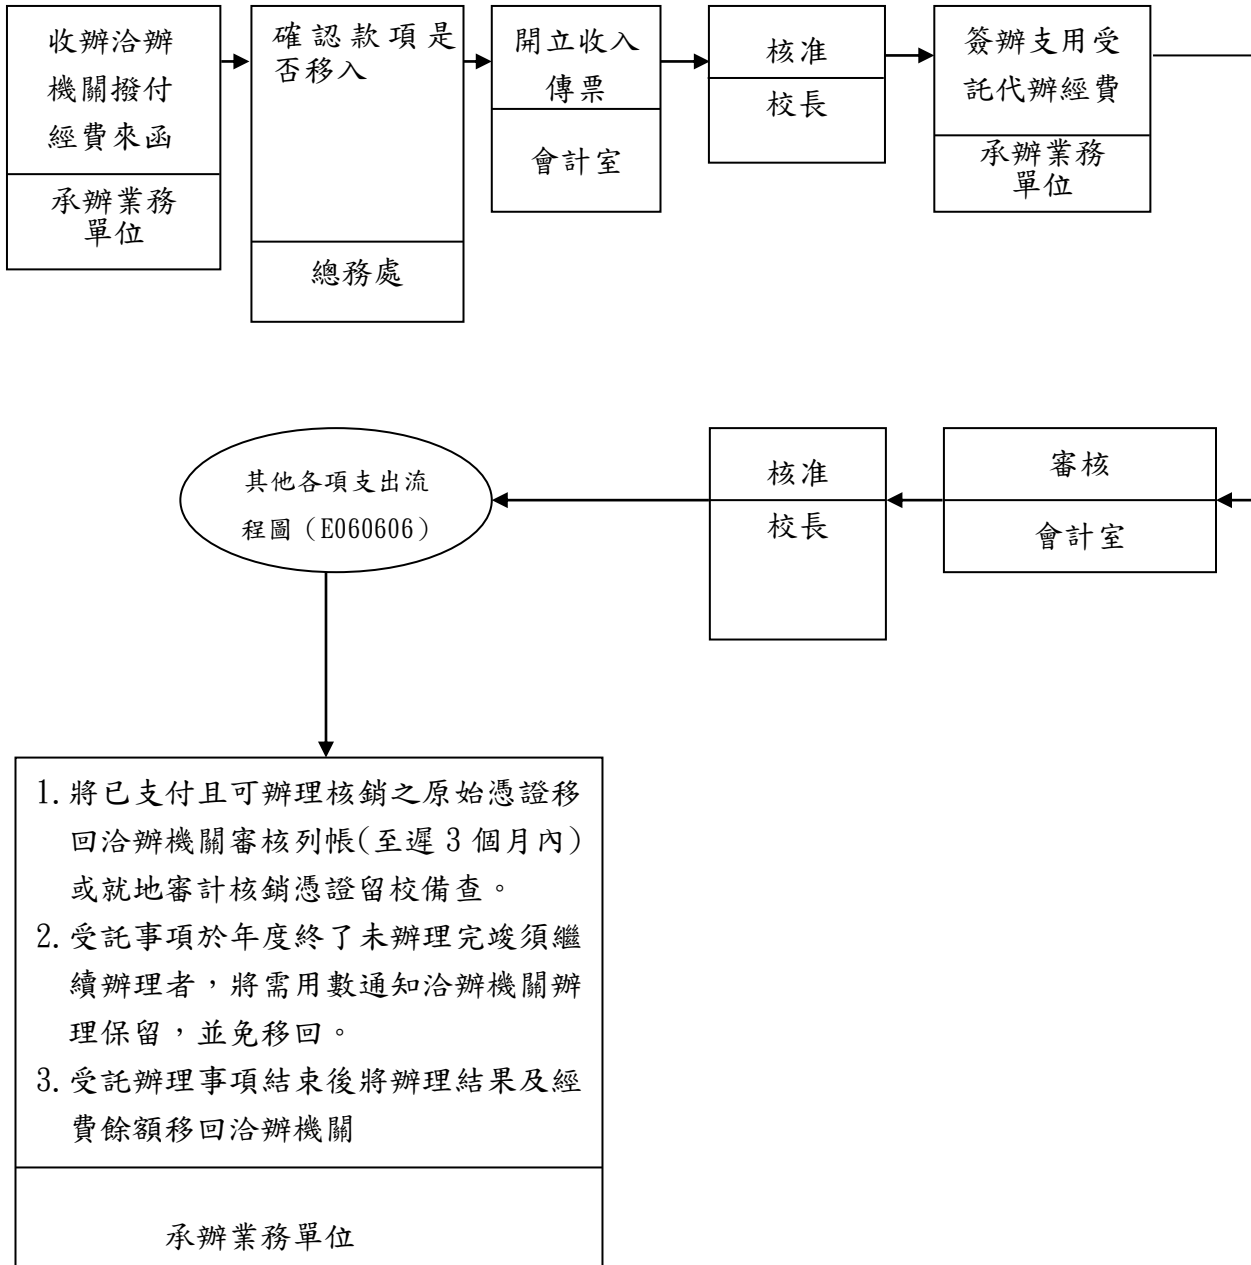 收辦洽辦
機關撥付
經費來函
承辦業務
單位
確認款項是
否移入
總務處
開立收入
傳票
會計室
核准
校長
簽辦支用受
託代辦經費
承辦業務
單位
審核
會計室
核准
校長
其他各項支出流
程圖（E060606）
1. 將已支付且可辦理核銷之原始憑證移
回洽辦機關審核列帳(至遲 3 個月內)
或就地審計核銷憑證留校備查。
2. 受託事項於年度終了未辦理完竣須繼
續辦理者，將需用數通知洽辦機關辦
理保留，並免移回。
3. 受託辦理事項結束後將辦理結果及經
費餘額移回洽辦機關
承辦業務單位